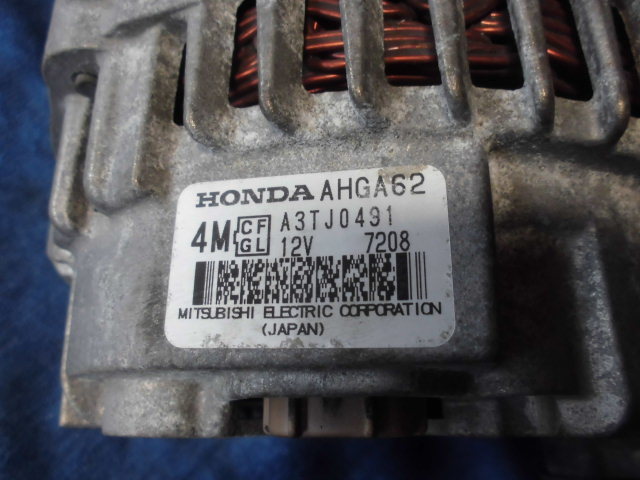 HONDA AHGA62
4M CF GL A3TJ0491
12V 7208
MITSUBISHI ELECTRIC CORPORATION
(JAPAN)